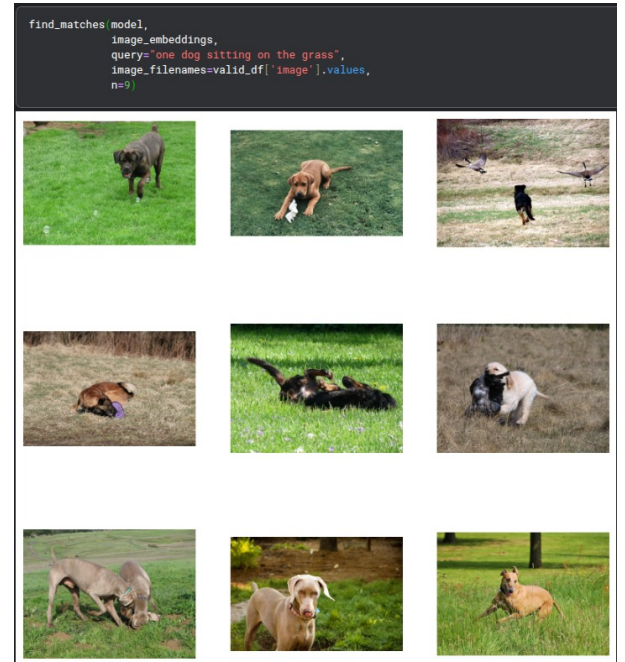 find_matches(model,
image_embeddings,
query="one dog sitting on the grass",
image_filenames=valid_df['image'].values,
n=9)